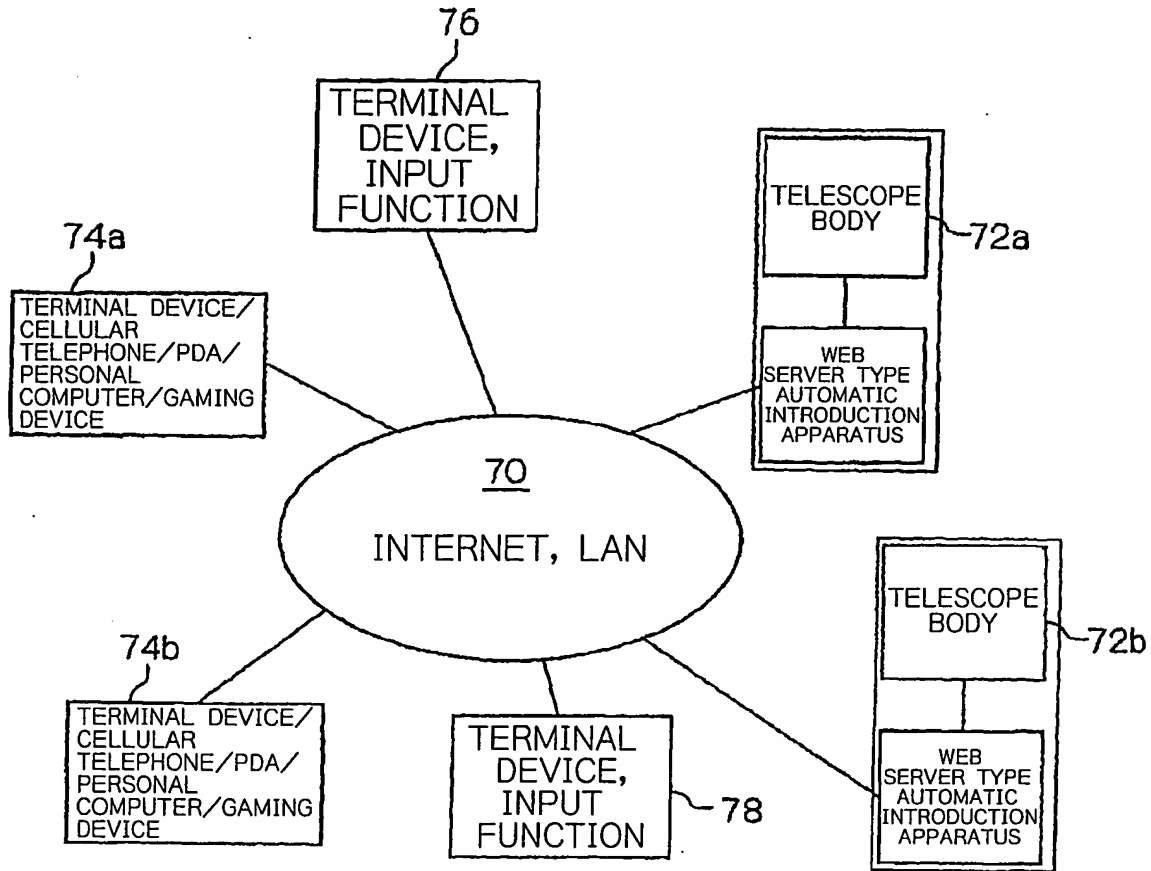 76
TERMINAL
DEVICE,
INPUT
FUNCTION
74a
TERMINAL DEVICE/
CELLULAR
TELEPHONE/PDA/
PERSONAL
COMPUTER/GAMING
DEVICE
TELESCOPE
BODY
72a
WEB
SERVER TYPE
AUTOMATIC
INTRODUCTION
APPARATUS
70
INTERNET, LAN
74b
TERMINAL DEVICE/
CELLULAR
TELEPHONE/PDA/
PERSONAL
COMPUTER/GAMING
DEVICE
TERMINAL
DEVICE,
INPUT
FUNCTION
78
TELESCOPE
BODY
72b
WEB
SERVER TYPE
AUTOMATIC
INTRODUCTION
APPARATUS